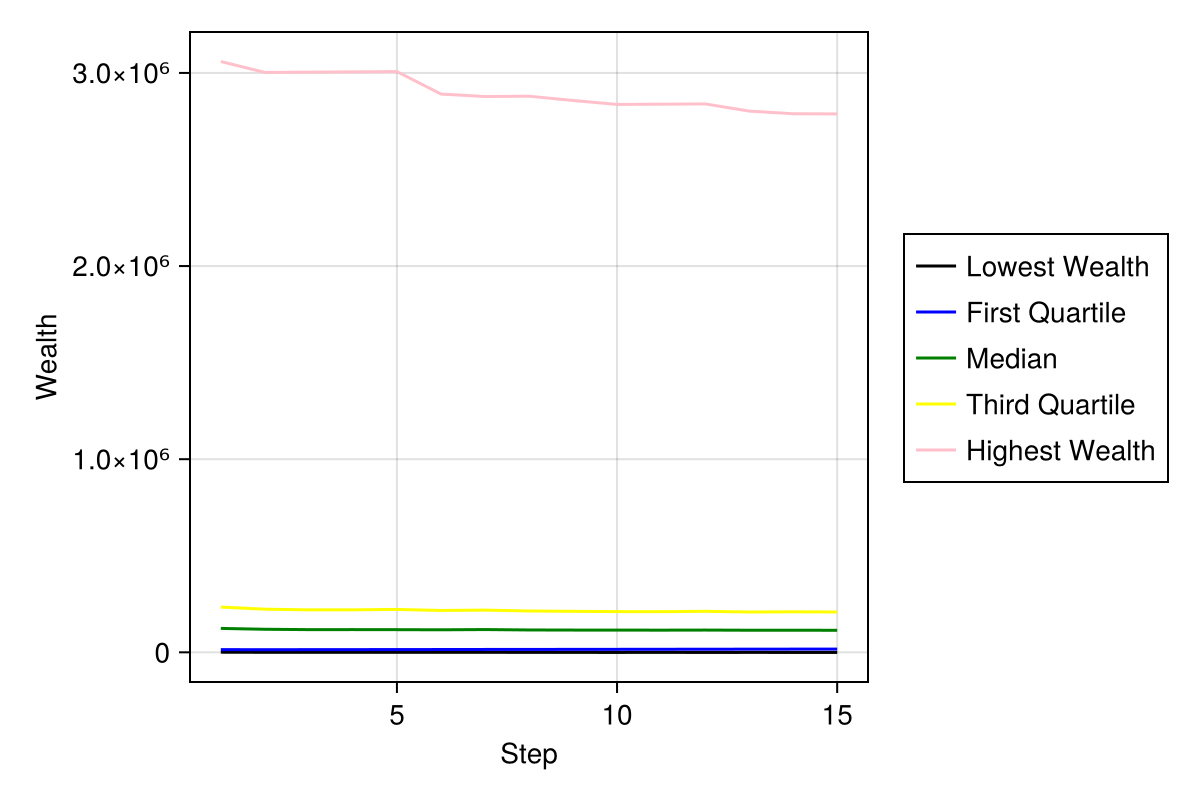 3.0×10⁶
2.0×10⁶
1.0×10⁶
0
Wealth
5
10
15
Step
Lowest Wealth
First Quartile
Median
Third Quartile
Highest Wealth